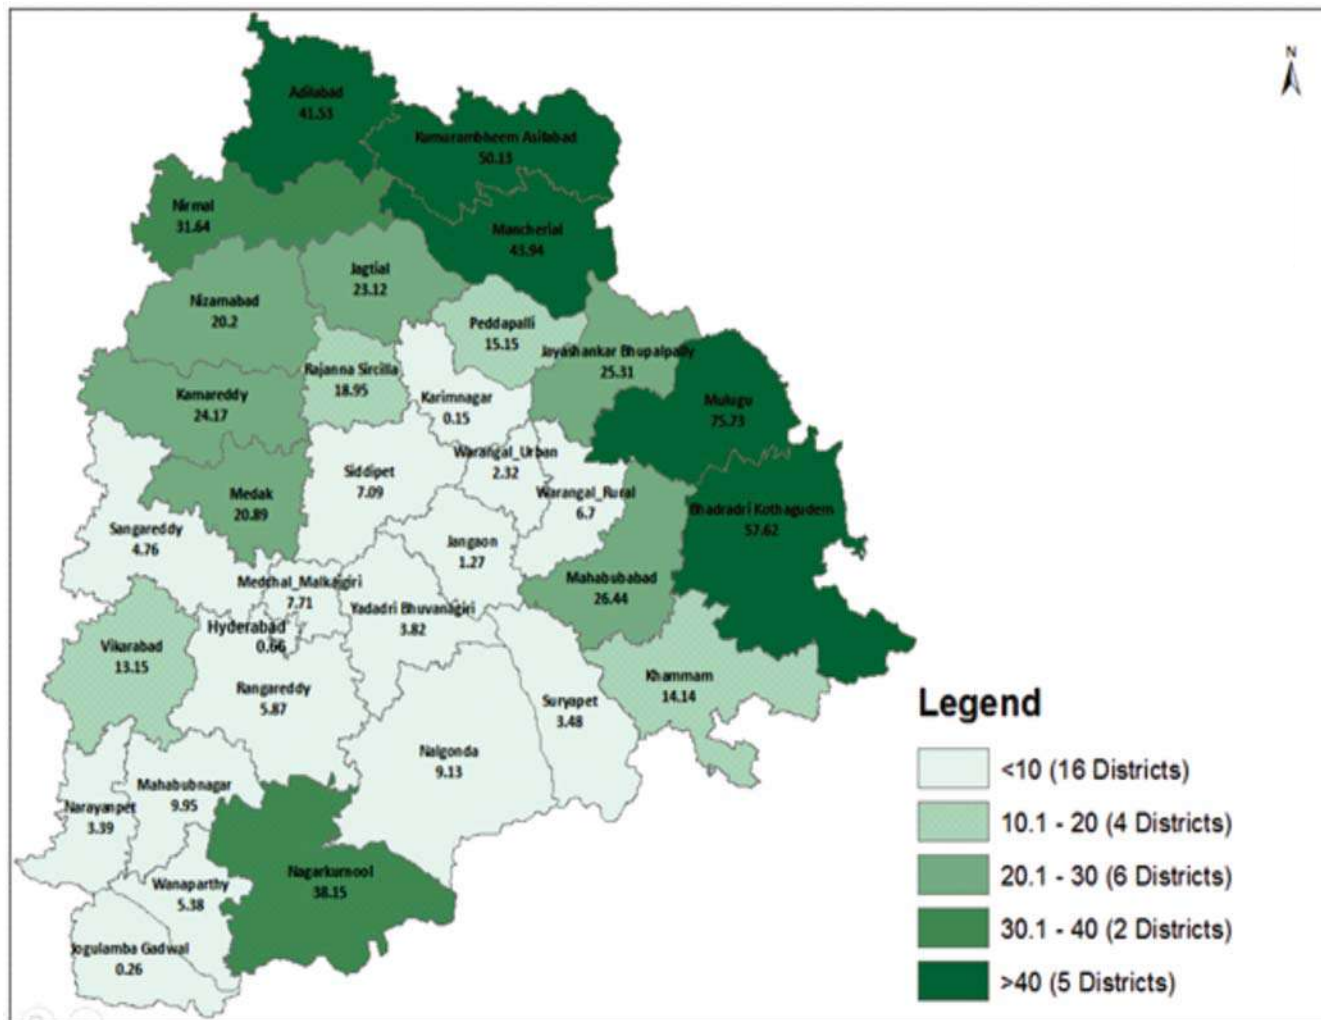 N
Adilabad
41.53
Kumurambheem Asifabad
50.13
Nirmal
31.64
Mancherial
43.94
Jagtial
23.12
Nizamabad
20.2
Peddapalli
15.15
Jayashankar Bhupalpally
25.31
Rajanna Sircilla
18.95
Kamareddy
24.17
Karimnagar
0.15
Mulugu
75.73
Warangal_Urban
2.32
Siddipet
7.09
Medak
20.89
Warangal_Rural
6.7
Bhadradri Kothagudem
57.62
Sangareddy
4.76
Jangaon
1.27
Medchal_Malkajgiri
7.71
Mahabubabad
26.44
Yadadri Bhuvanagiri
3.82
Hyderabad
0.66
Vikarabad
13.15
Rangareddy
5.87
Khammam
14.14
Suryapet
3.48
Nalgonda
9.13
Mahabubnagar
9.95
Narayanpet
3.39
Nagarkurnool
38.15
Wanaparthy
5.38
Jogulamba Gadwal
0.26
Legend
<10 (16 Districts)
10.1 - 20 (4 Districts)
20.1 - 30 (6 Districts)
30.1 - 40 (2 Districts)
>40 (5 Districts)